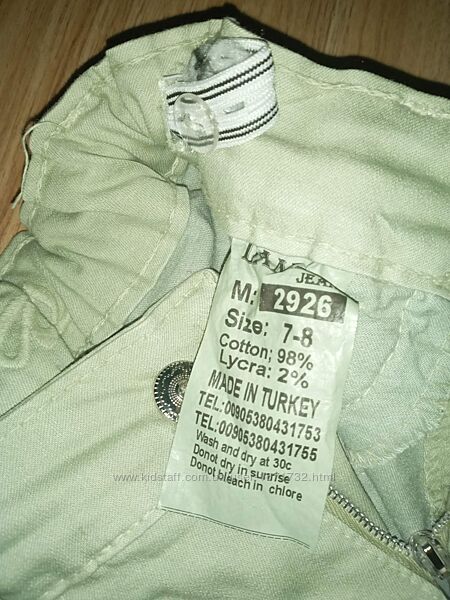 JEA
M: 2926
Size: 7-8
Cotton; 98%
Lycra: 2%
MADE IN TURKEY
TEL:00905380431753
TEL:00905380431755
Wash and dry at 30c
Donot dry in sunrise
Donot bleach in chlore